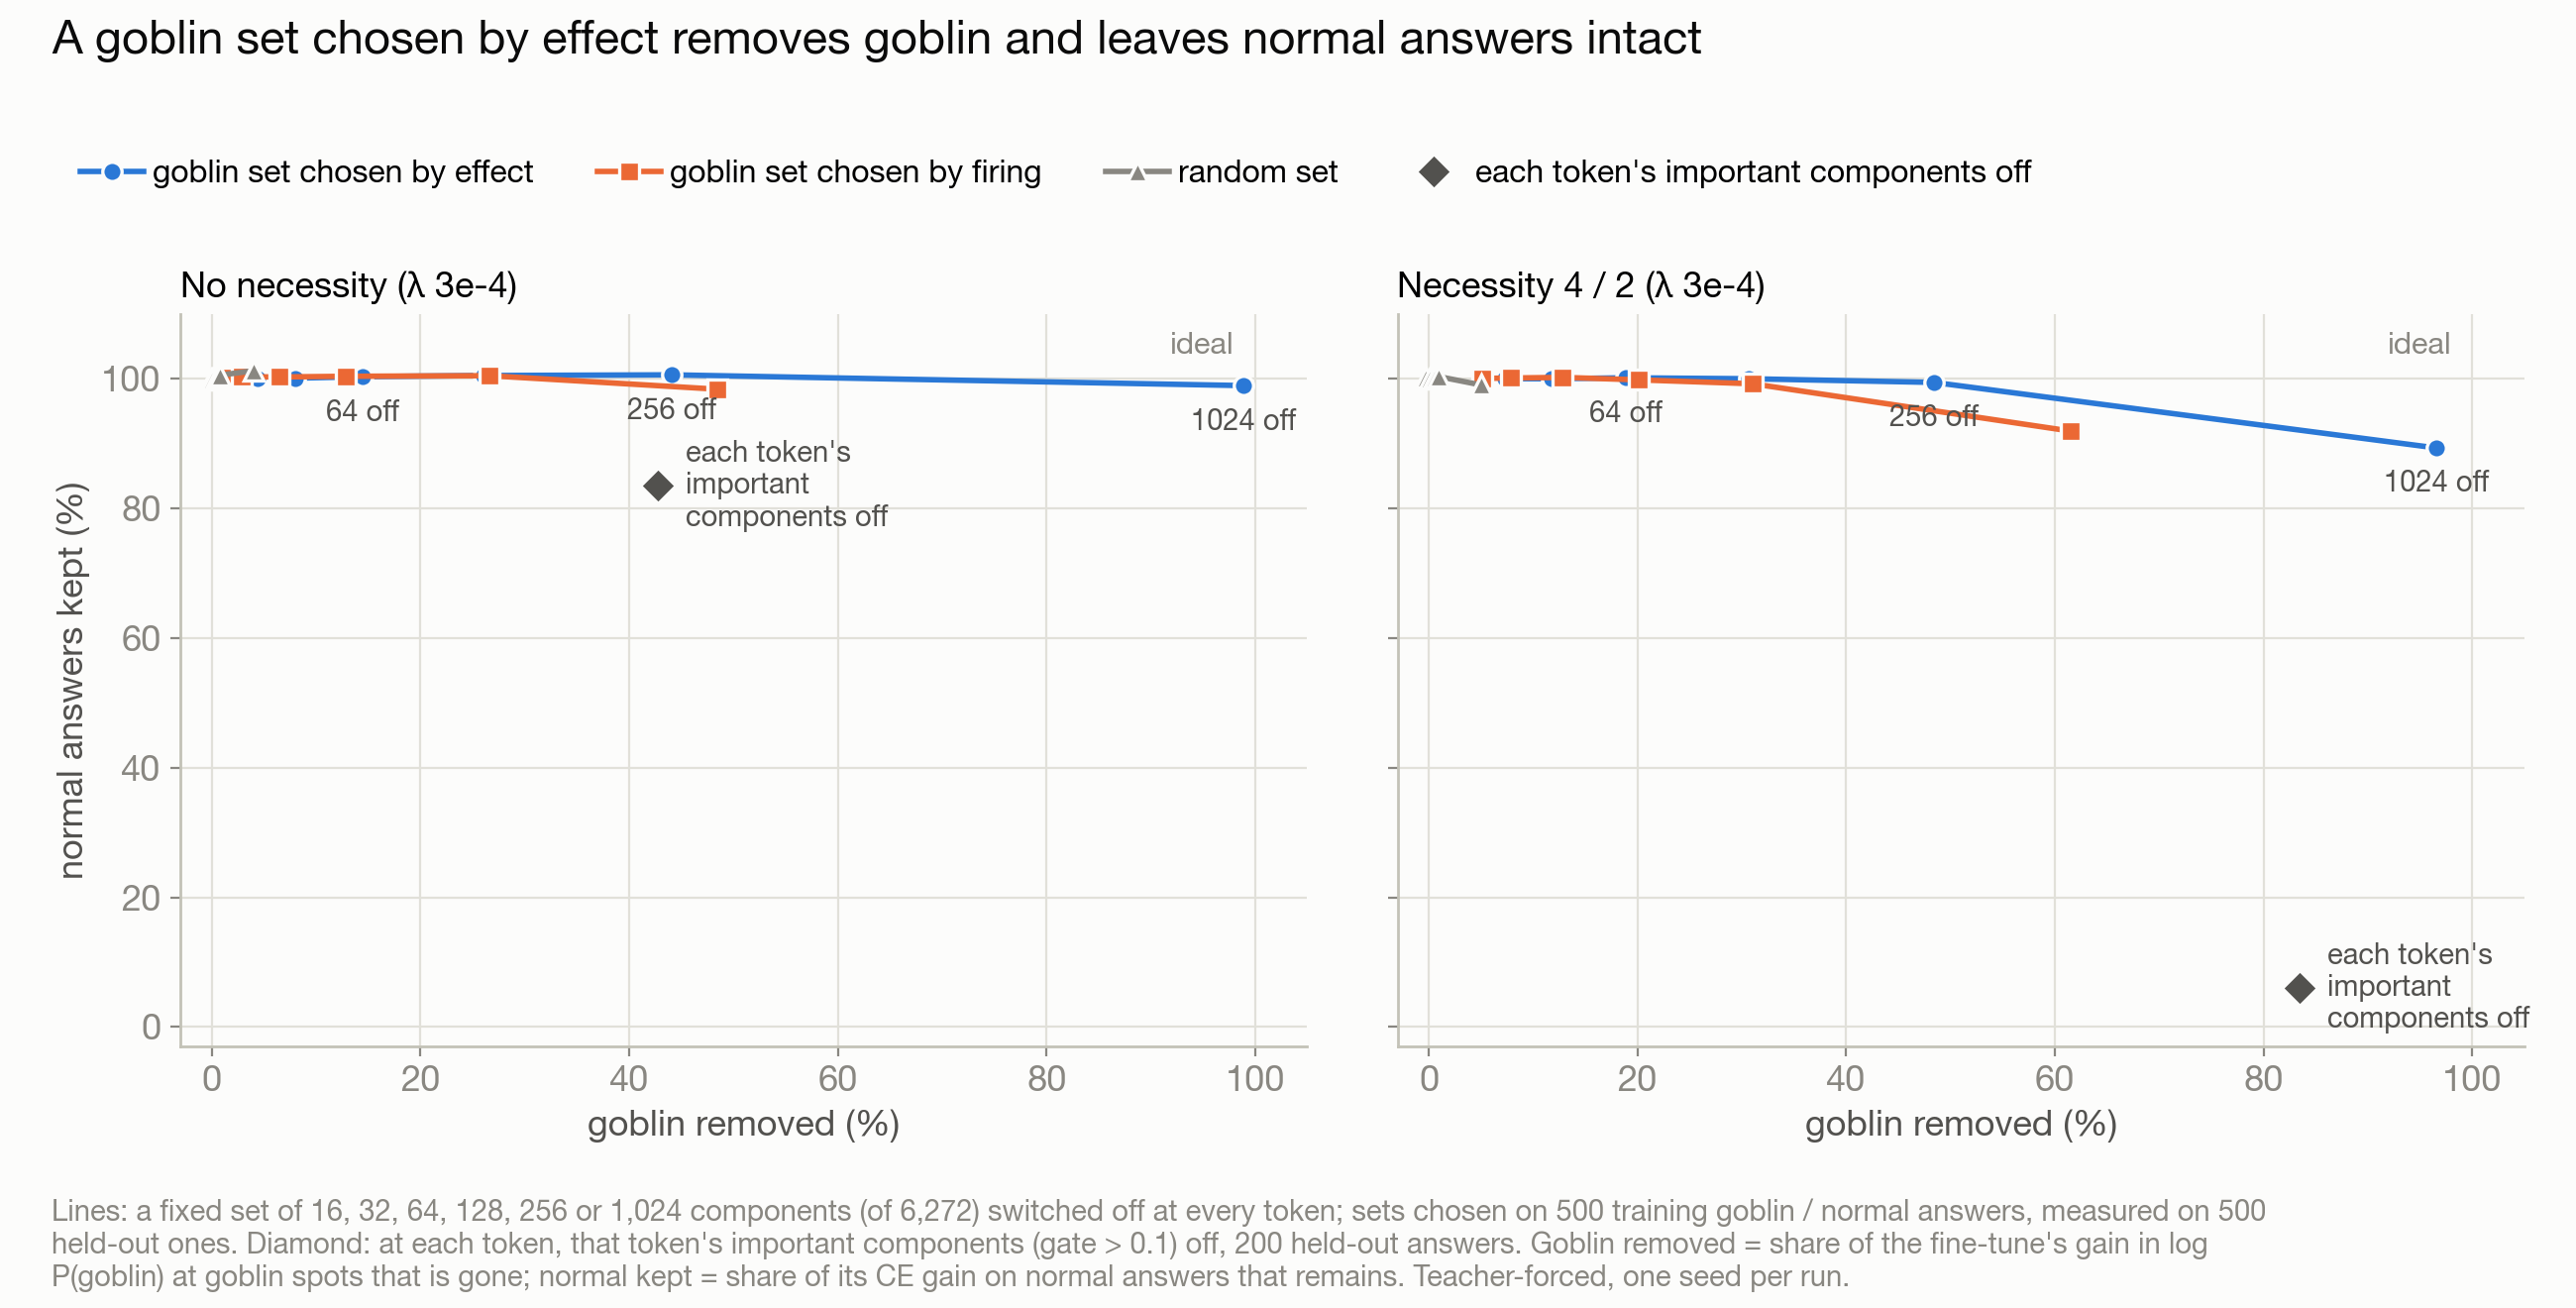 A goblin set chosen by effect removes goblin and leaves normal answers intact
goblin set chosen by effect
goblin set chosen by firing
random set
each token's important components off
No necessity (λ 3e-4)
ideal
100
80
60
40
20
0
normal answers kept (%)
64 off
256 off
1024 off
each token's
important
components off
0
20
40
60
80
100
goblin removed (%)
Necessity 4 / 2 (λ 3e-4)
ideal
64 off
256 off
1024 off
each token's
important
components off
0
20
40
60
80
100
goblin removed (%)
Lines: a fixed set of 16, 32, 64, 128, 256 or 1,024 components (of 6,272) switched off at every token; sets chosen on 500 training goblin / normal answers, measured on 500
held-out ones. Diamond: at each token, that token's important components (gate > 0.1) off, 200 held-out answers. Goblin removed = share of the fine-tune's gain in log
P(goblin) at goblin spots that is gone; normal kept = share of its CE gain on normal answers that remains. Teacher-forced, one seed per run.